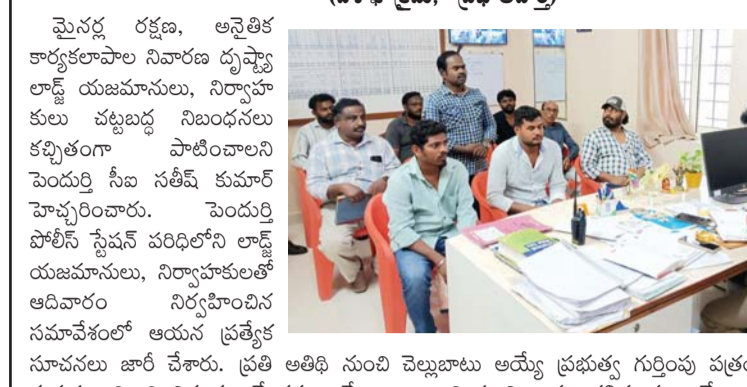 మైనర్ల రక్షణ, అనైతిక
కార్యకలాపాల నివారణ దృష్ట్యా
లాడ్జ్ యజమానులు, నిర్వాహ
కులు చట్టబద్ధ నిబంధనలు
కచ్చితంగా పాటించాలని
పెందుర్తి సీఐ సతీష్ కుమార్
హెచ్చరించారు. పెందుర్తి
పోలీస్ స్టేషన్ పరిధిలోని లాడ్జ్
యజమానులు, నిర్వాహకులతో
ఆదివారం నిర్వహించిన
సమావేశంలో ఆయన ప్రత్యేక
సూచనలు జారీ చేశారు. ప్రతి అతిథి నుంచి చెల్లుబాటు అయ్యే ప్రభుత్వ గుర్తింపు పత్రం